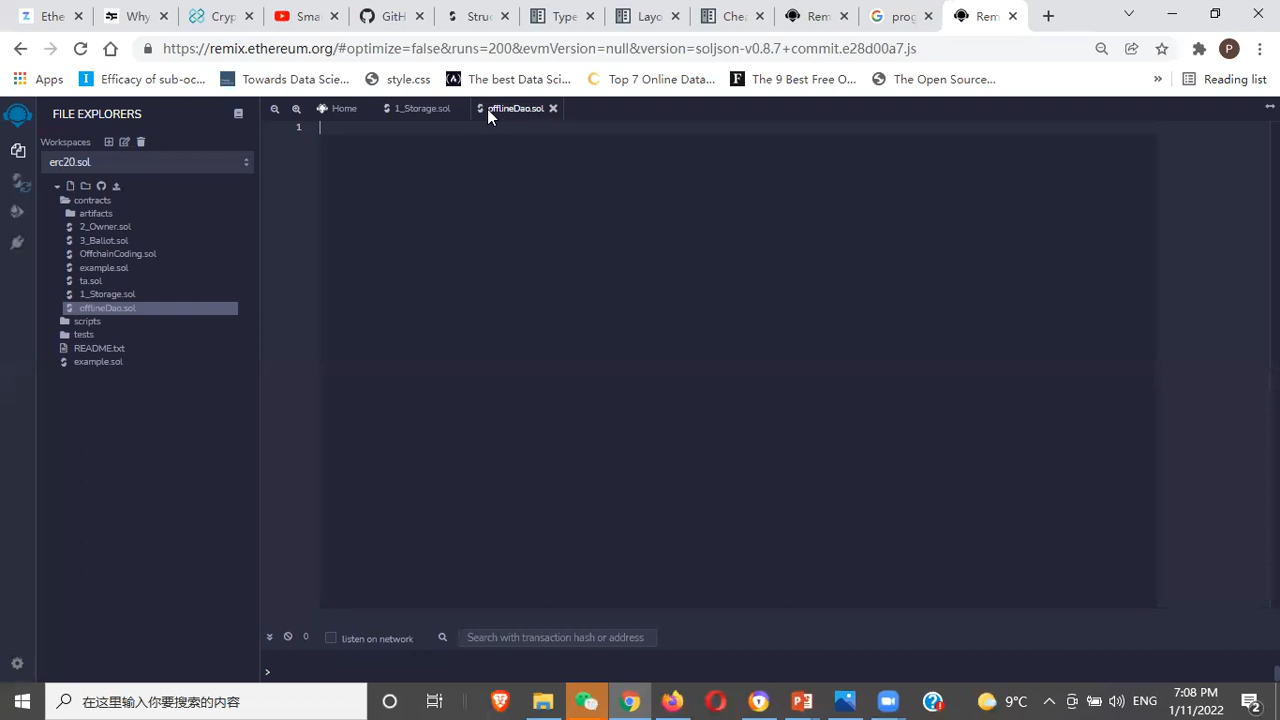 Ethe
Why
Cryp
Smar
GitH
Struc
Type
Layo
Chea
Rem
prog
Rem
https://remix.ethereum.org/#optimize=false&runs=200&evmVersion=null&version=soljson-v0.8.7+commit.e28d00a7.js
P
Apps
Efficacy of sub-oc...
Towards Data Scie...
style.css
The best Data Sci...
Top 7 Online Data...
The 9 Best Free O...
The Open Source...
»
Reading list
FILE EXPLORERS
Home
1_Storage.sol
offlineDao.sol
Workspaces
erc20.sol
1
contracts
artifacts
2_Owner.sol
3_Ballot.sol
OffchainCoding.sol
example.sol
ta.sol
1_Storage.sol
offlineDao.sol
scripts
tests
README.txt
example.sol
0
listen on network
Search with transaction hash or address
>
在这里输入你要搜索的内容
9°C
ENG
7:08 PM
1/11/2022
2